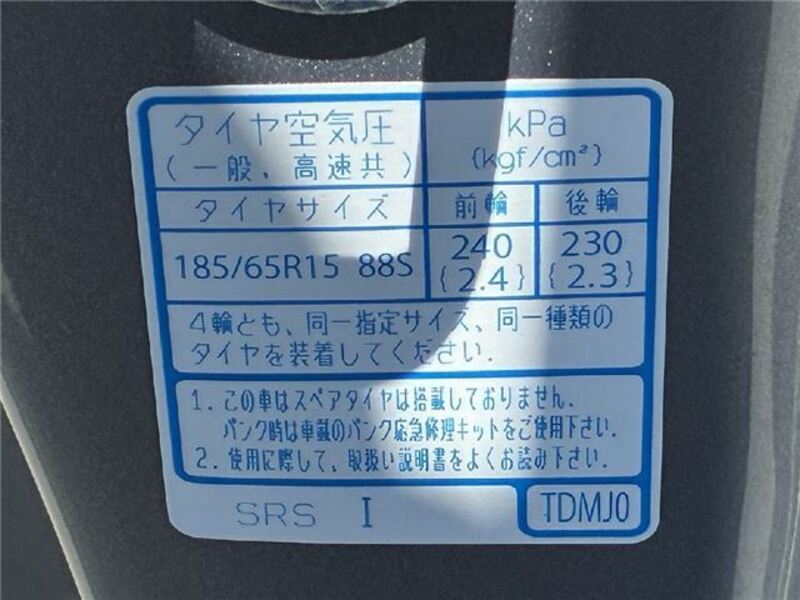 タイヤ空気圧
(一般、高速共)
kPa
{kgf/cm²}
タイヤサイズ 前輪 後輪
185/65R15 88S 240 230
{2.4} {2.3}
4輪とも、同一指定サイズ、同一種類の
タイヤを装着してください.
1. この車はスペアタイヤは搭載しておりません.
パンク時は車載のパンク応急修理キットをご使用下さい.
2. 使用に際して、取扱い説明書をよくお読み下さい.
SRS I TDMJ0